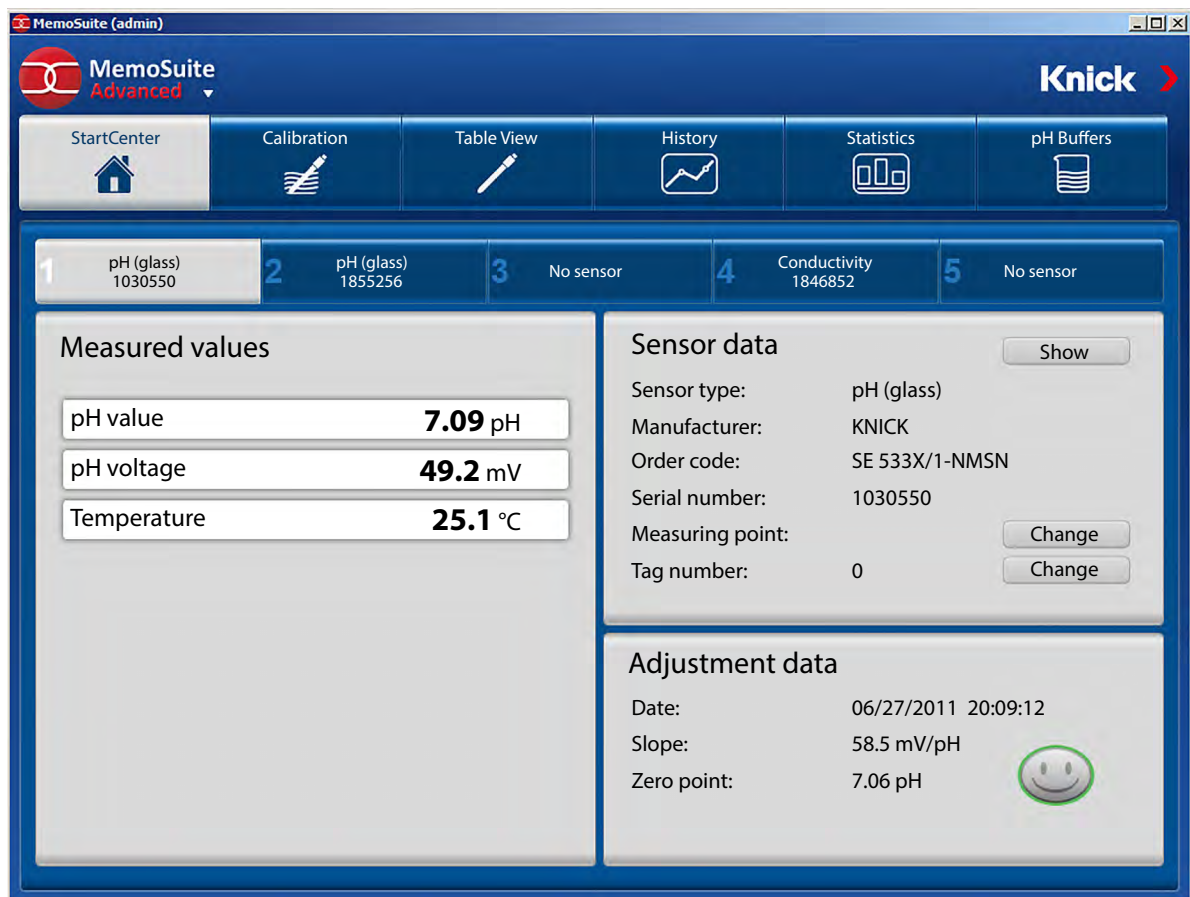 MemoSuite (admin)
MemoSuite
Advanced
Knick
StartCenter
Calibration
Table View
History
Statistics
pH Buffers
1
pH (glass)
1030550
2
pH (glass)
1855256
3
No sensor
4
Conductivity
1846852
5
No sensor
Measured values
pH value 7.09 pH
pH voltage 49.2 mV
Temperature 25.1 °C
Sensor data Show
Sensor type: pH (glass)
Manufacturer: KNICK
Order code: SE 533X/1-NMSN
Serial number: 1030550
Measuring point: Change
Tag number: 0 Change
Adjustment data
Date: 06/27/2011 20:09:12
Slope: 58.5 mV/pH
Zero point: 7.06 pH